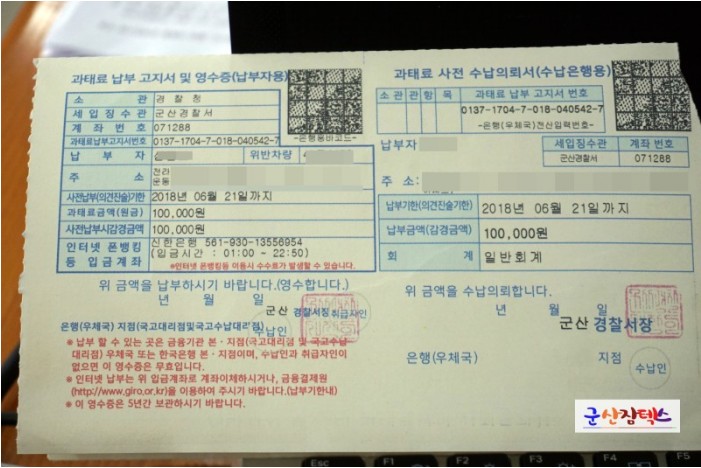 과태료 납부 고지서 및 영수증(납부자용)
소 관 경 찰 청
세 입 징 수 관 군산경찰서
계 좌 번 호 071288
과태료납부고지서번호 0137-1704-7-018-040542-7
-은행용바코드-
납 부 자 위반차량
주 소 전라
사전납부(의견진술)기한 2018년 06월 21일까지
과태료금액(원금) 100,000원
사전납부시감경금액 100,000원
인터넷 폰뱅킹 등 입금계좌 신한은행 561-930-13556954
(입금시간 : 01:00 ~ 22:50)
*인터넷 폰뱅킹등 이용시 수수료가 발생할 수 있습니다.
위 금액을 납부하시기 바랍니다.(영수합니다.)
년 월 일
군산 경찰서장 취급자인
은행(우체국) 지점(국고대리점및국고수납대리점) 수납인
※ 납부 할 수 있는 곳은 금융기관 본ㆍ지점(국고대리점 및 국고수납
대리점) 우체국 또는 한국은행 본ㆍ지점이며, 수납인과 취급자인이
없으면 이 영수증은 무효입니다.
※ 인터넷 납부는 위 입금계좌로 계좌이체하시거나, 금융결제원
(http://www.giro.or.kr)을 이용하여 주시기 바랍니다.(납부기한내)
※ 이 영수증은 5년간 보관하시기 바랍니다.
과태료 사전 수납의뢰서(수납은행용)
소 관 관 항 목 과태료 납부 고지서 번호
0137-1704-7-018-040542-7
-은행(우체국)전산입력번호-
납부자
세입징수관 계좌 번호
군산경찰서 071288
주 소:
납부기한(의견진술기한) 2018년 06월 21일까지
납부금액(감경금액) 100,000원
회 계 일반회계
위 금액을 수납의뢰합니다.
년 월 일
군산 경찰서장
은행(우체국) 지점 수납인
군산잠텍스
Esc F1 F2 F3 F4 F5